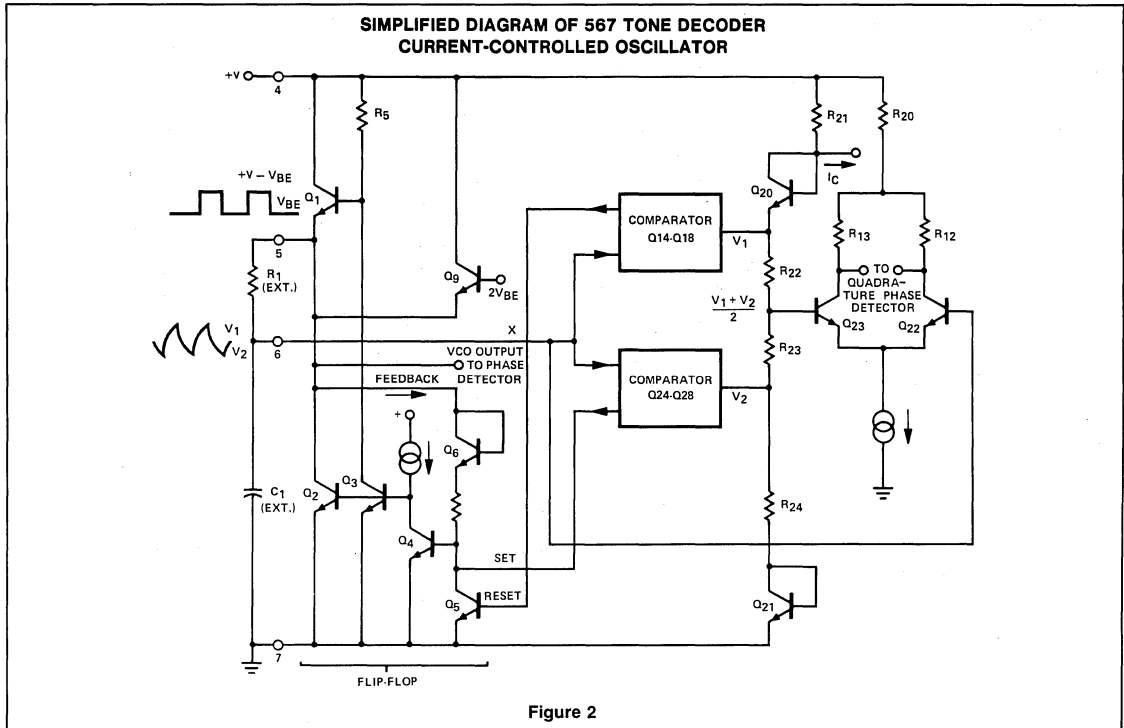 SIMPLIFIED DIAGRAM OF 567 TONE DECODER
CURRENT-CONTROLLED OSCILLATOR
+V
4
R5
R21
R20
IC
+V – VBE
VBE
Q1
Q20
5
COMPARATOR
Q14-Q18
V1
R13
R12
R1
(EXT.)
Q9
2VBE
R22
TO
QUADRA-
TURE PHASE
DETECTOR
V1 + V2
2
Q23
Q22
X
V1
V2
6
VCO OUTPUT
TO PHASE
DETECTOR
R23
FEEDBACK
COMPARATOR
Q24-Q28
V2
+
Q6
C1
(EXT.)
Q2
Q3
R24
Q4
SET
Q5
RESET
Q21
7
FLIP-FLOP
Figure 2